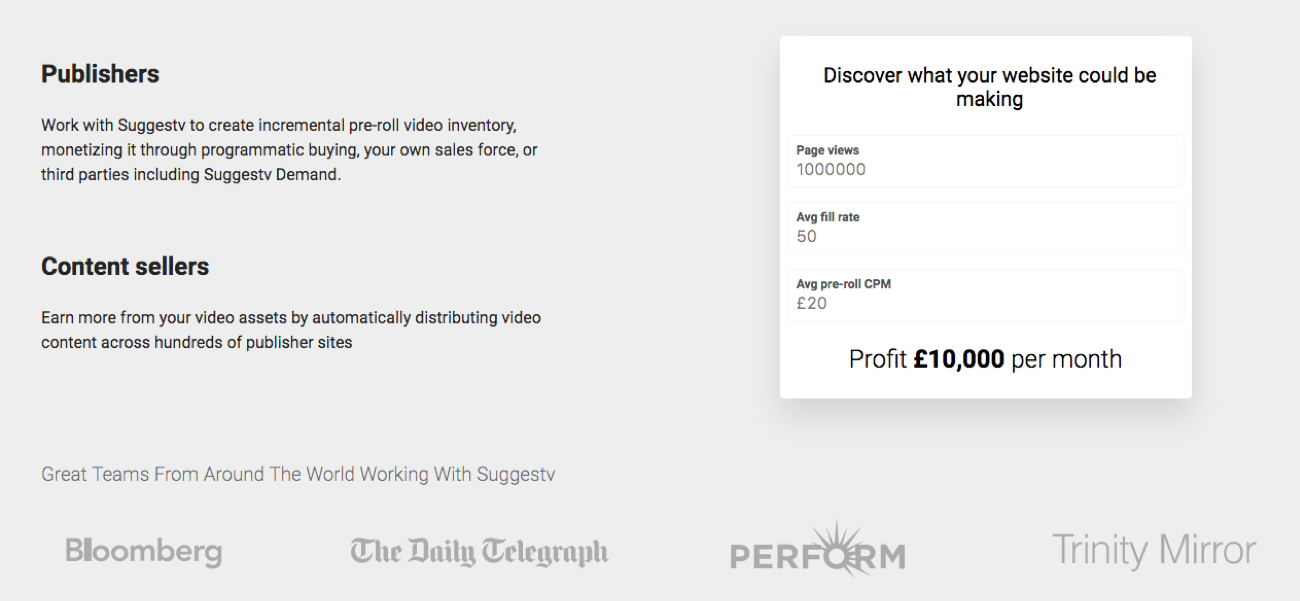 Publishers
Work with Suggestv to create incremental pre-roll video inventory,
monetizing it through programmatic buying, your own sales force, or
third parties including Suggestv Demand.
Content sellers
Earn more from your video assets by automatically distributing video
content across hundreds of publisher sites
Discover what your website could be
making
Page views
1000000
Avg fill rate
50
Avg pre-roll CPM
£20
Profit £10,000 per month
Great Teams From Around The World Working With Suggestv
Bloomberg
The Daily Telegraph
PERFORM
Trinity Mirror